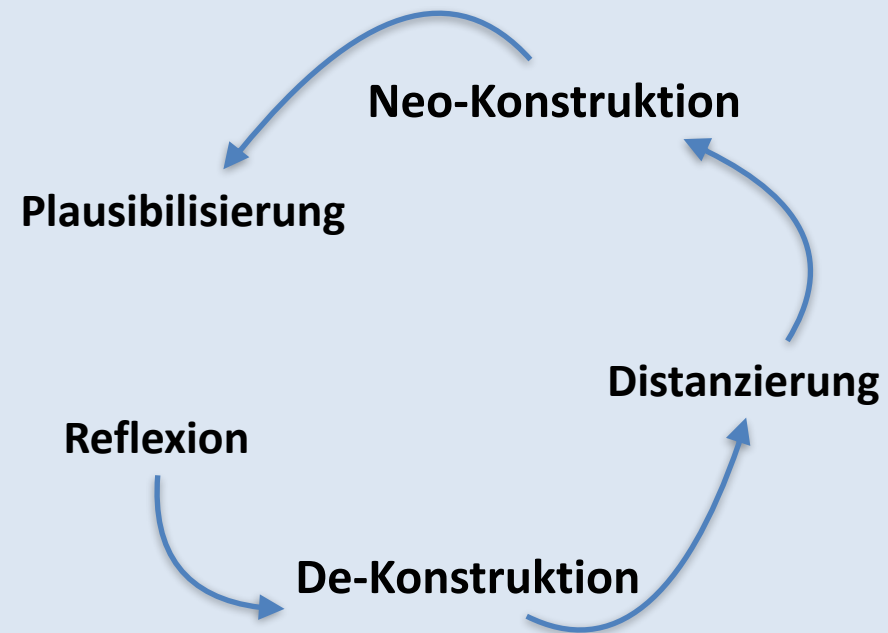 Neo-Konstruktion
Plausibilisierung
Distanzierung
Reflexion
De-Konstruktion